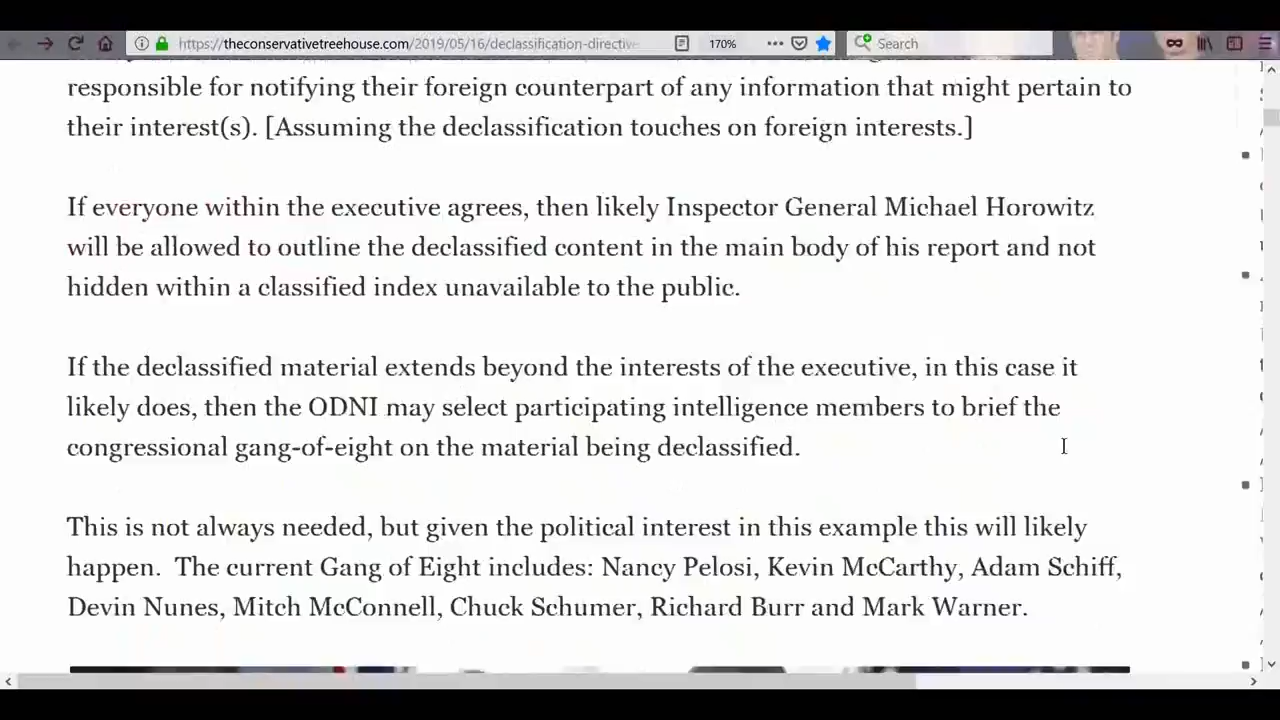 https://theconservativetreehouse.com/2019/05/16/declassification-directive
170%
Search
responsible for notifying their foreign counterpart of any information that might pertain to
their interest(s). [Assuming the declassification touches on foreign interests.]
If everyone within the executive agrees, then likely Inspector General Michael Horowitz
will be allowed to outline the declassified content in the main body of his report and not
hidden within a classified index unavailable to the public.
If the declassified material extends beyond the interests of the executive, in this case it
likely does, then the ODNI may select participating intelligence members to brief the
congressional gang-of-eight on the material being declassified.
This is not always needed, but given the political interest in this example this will likely
happen.  The current Gang of Eight includes: Nancy Pelosi, Kevin McCarthy, Adam Schiff,
Devin Nunes, Mitch McConnell, Chuck Schumer, Richard Burr and Mark Warner.